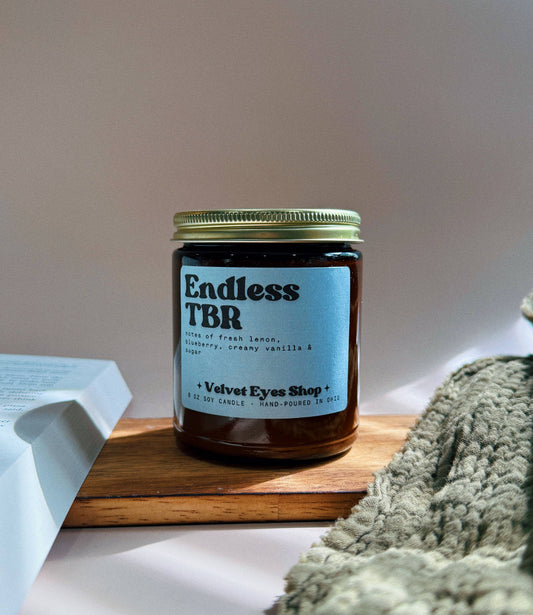 Endless
TBR
notes of fresh lemon,
blueberry, creamy vanilla &
sugar
✦ Velvet Eyes Shop ✦
8 OZ SOY CANDLE - HAND-POURED IN OHIO